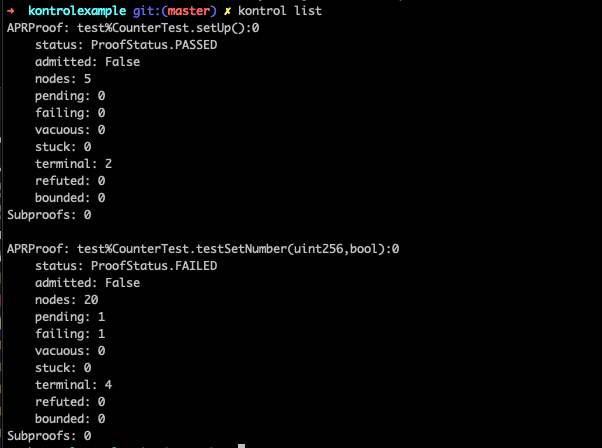 ➜  kontrolexample git:(master) ✗ kontrol list
APRProof: test%CounterTest.setUp():0
    status: ProofStatus.PASSED
    admitted: False
    nodes: 5
    pending: 0
    failing: 0
    vacuous: 0
    stuck: 0
    terminal: 2
    refuted: 0
    bounded: 0
Subproofs: 0

APRProof: test%CounterTest.testSetNumber(uint256,bool):0
    status: ProofStatus.FAILED
    admitted: False
    nodes: 20
    pending: 1
    failing: 1
    vacuous: 0
    stuck: 0
    terminal: 4
    refuted: 0
    bounded: 0
Subproofs: 0